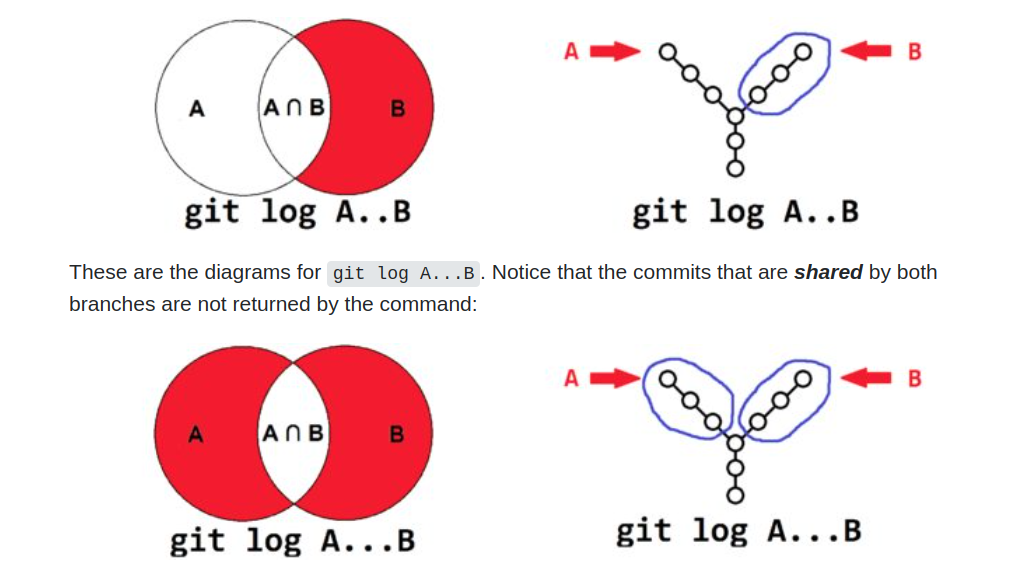 A A ∩ B B
A B
git log A..B
git log A..B
These are the diagrams for git log A...B. Notice that the commits that are shared by both
branches are not returned by the command:
A A ∩ B B
A B
git log A...B
git log A...B